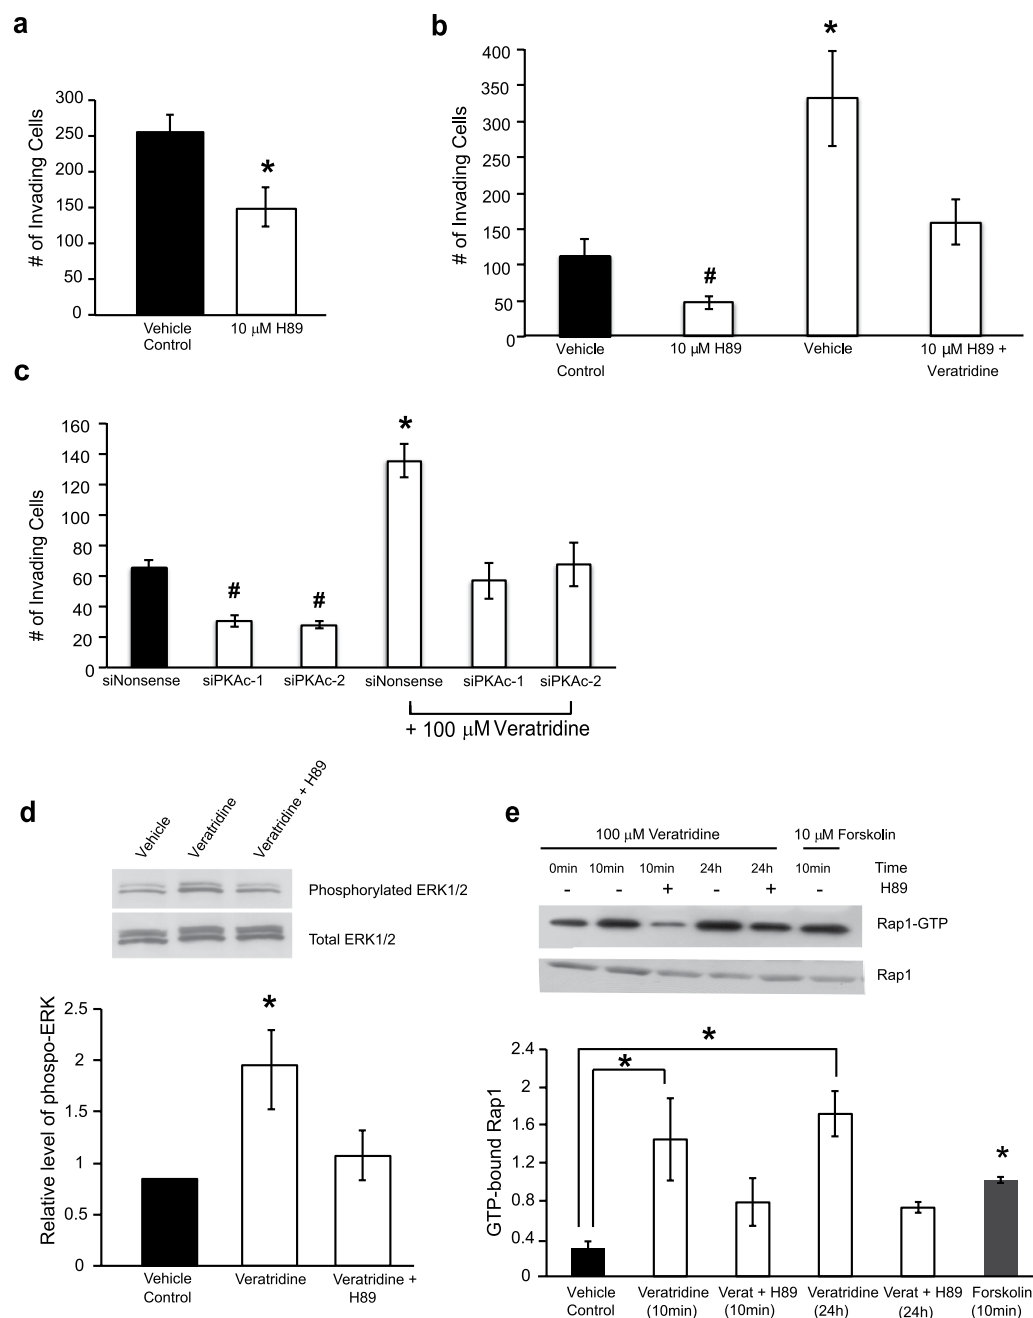 a
# of Invading Cells
300
250
200
150
100
50
0
*
Vehicle
Control
10 µM H89
b
# of Invading Cells
400
350
300
250
200
150
100
50
0
#
*
Vehicle
Control
10 µM H89
Vehicle
10 µM H89 +
Veratridine
c
# of Invading Cells
160
140
120
100
80
60
40
20
0
#
#
*
siNonsense
siPKAc-1
siPKAc-2
siNonsense
siPKAc-1
siPKAc-2
+ 100 µM Veratridine
d
Vehicle
Veratridine
Veratridine + H89
Phosphorylated ERK1/2
Total ERK1/2
Relative level of phospo-ERK
2.5
2
1.5
1
0.5
0
*
Vehicle
Control
Veratridine
Veratridine +
H89
e
100 µM Veratridine
10 µM Forskolin
0min 10min 10min 24h 24h 10min Time
- - + - + - H89
Rap1-GTP
Rap1
GTP-bound Rap1
2.4
2
1.6
1.2
0.8
0.4
0
*
*
*
Vehicle
Control
Veratridine
(10min)
Verat + H89
(10min)
Veratridine
(24h)
Verat + H89
(24h)
Forskolin
(10min)